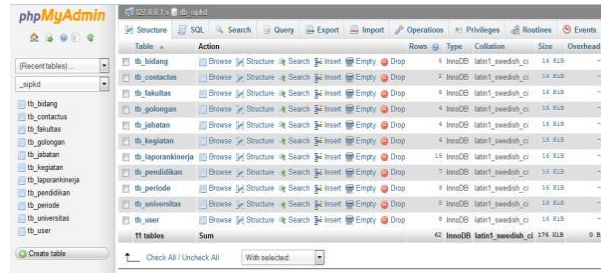 phpMyAdmin
(Recent tables) ...
_sipkd
tb_bidang
tb_contactus
tb_fakultas
tb_golongan
tb_jabatan
tb_kegiatan
tb_laporankinerja
tb_pendidikan
tb_periode
tb_universitas
tb_user
Create table
127.0.0.1 »
Structure SQL Search Query Export Import Operations Privileges Routines Events
Table Action Rows Type Collation Size Overhead
tb_bidang Browse Structure Search Insert Empty Drop 6 InnoDB latin1_swedish_ci 16 KiB -
tb_contactus Browse Structure Search Insert Empty Drop 2 InnoDB latin1_swedish_ci 16 KiB -
tb_fakultas Browse Structure Search Insert Empty Drop InnoDB latin1_swedish_ci 16 KiB -
tb_golongan Browse Structure Search Insert Empty Drop 4 InnoDB latin1_swedish_ci 16 KiB -
tb_jabatan Browse Structure Search Insert Empty Drop 4 InnoDB latin1_swedish_ci 16 KiB -
tb_kegiatan Browse Structure Search Insert Empty Drop 4 InnoDB latin1_swedish_ci 16 KiB -
tb_laporankinerja Browse Structure Search Insert Empty Drop InnoDB latin1_swedish_ci 16 KiB -
tb_pendidikan Browse Structure Search Insert Empty Drop 7 InnoDB latin1_swedish_ci 16 KiB -
tb_periode Browse Structure Search Insert Empty Drop InnoDB latin1_swedish_ci 16 KiB -
tb_universitas Browse Structure Search Insert Empty Drop InnoDB latin1_swedish_ci 16 KiB -
tb_user Browse Structure Search Insert Empty Drop InnoDB latin1_swedish_ci 16 KiB -
11 tables Sum 62 InnoDB latin1_swedish_ci 176 KiB 0 B
Check All / Uncheck All With selected: